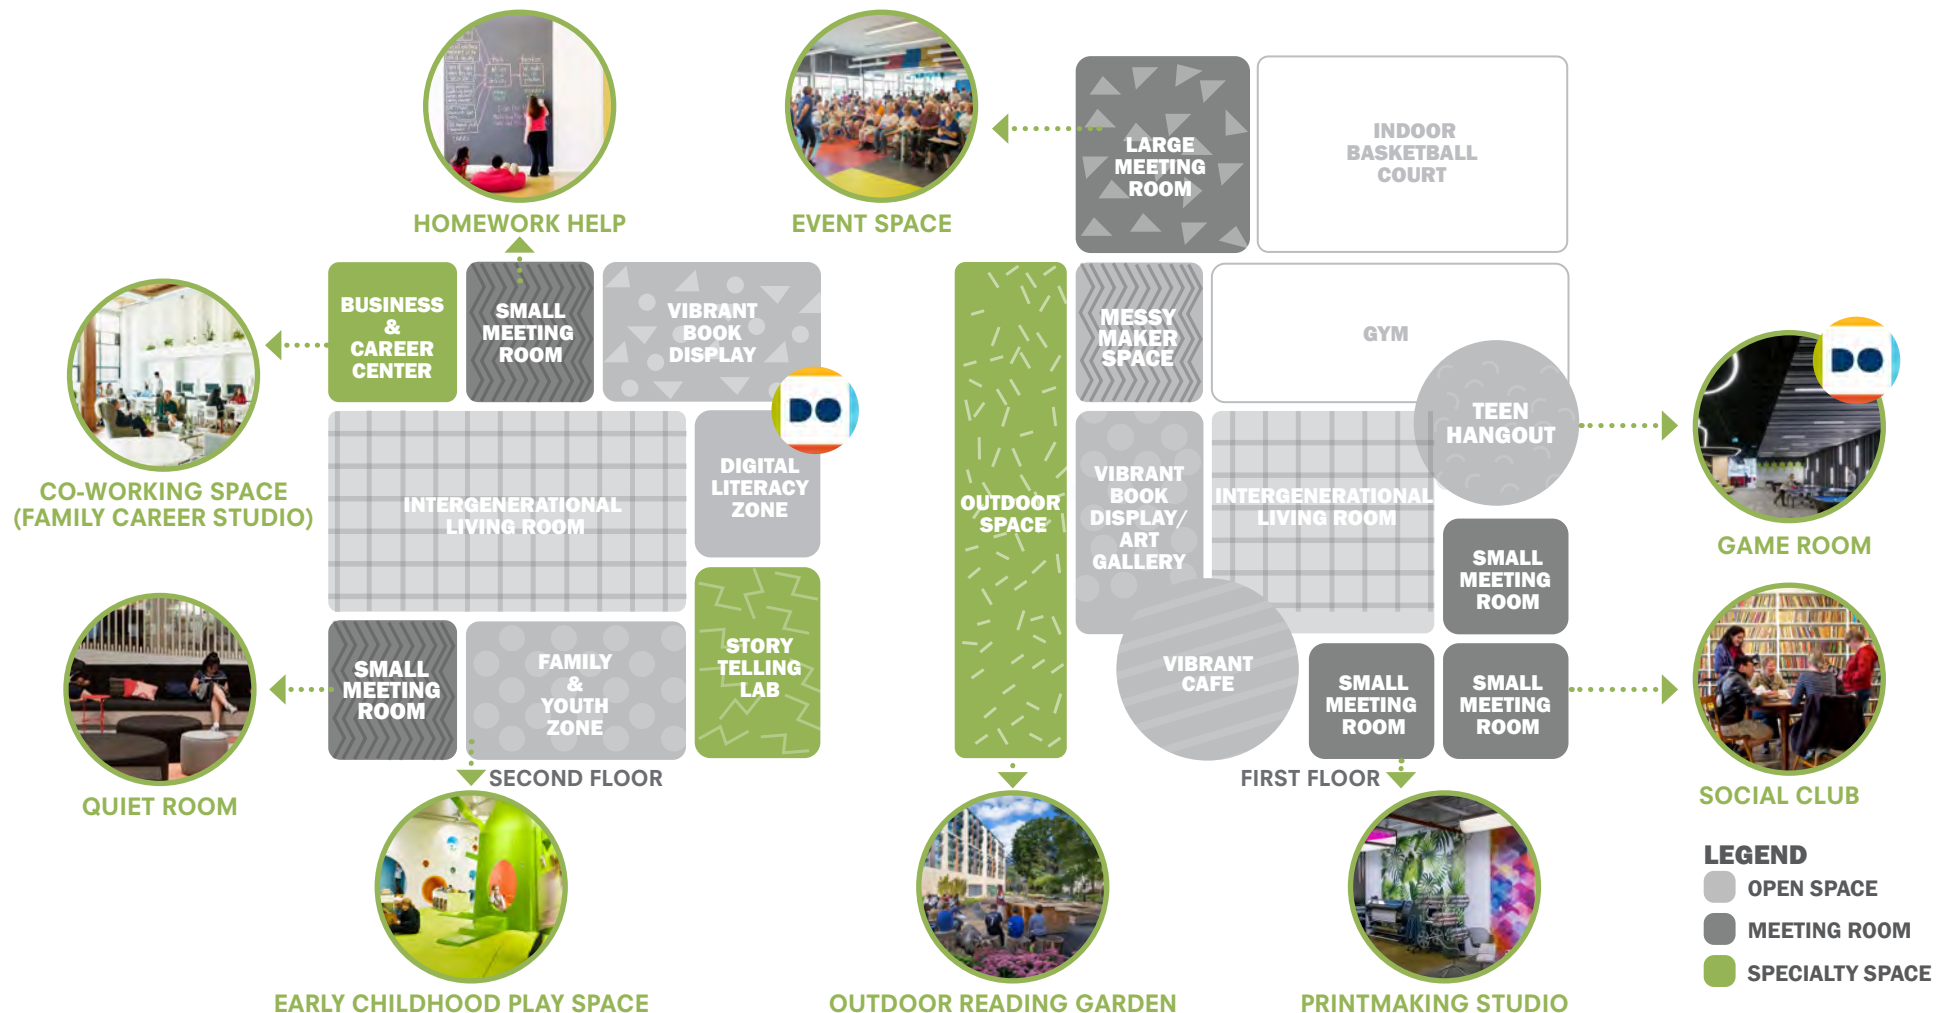 HOMEWORK HELP
EVENT SPACE
LARGE
MEETING
ROOM
INDOOR
BASKETBALL
COURT
BUSINESS
&
CAREER
CENTER
SMALL
MEETING
ROOM
VIBRANT
BOOK
DISPLAY
MESSY
MAKER
SPACE
GYM
DO
DO
CO-WORKING SPACE
(FAMILY CAREER STUDIO)
INTERGENERATIONAL
LIVING ROOM
DIGITAL
LITERACY
ZONE
OUTDOOR
SPACE
VIBRANT
BOOK
DISPLAY/
ART
GALLERY
INTERGENERATIONAL
LIVING ROOM
TEEN
HANGOUT
GAME ROOM
SMALL
MEETING
ROOM
SMALL
MEETING
ROOM
FAMILY
&
YOUTH
ZONE
STORY
TELLING
LAB
VIBRANT
CAFE
SMALL
MEETING
ROOM
SMALL
MEETING
ROOM
QUIET ROOM
SECOND FLOOR
FIRST FLOOR
SOCIAL CLUB
EARLY CHILDHOOD PLAY SPACE
OUTDOOR READING GARDEN
PRINTMAKING STUDIO
LEGEND
OPEN SPACE
MEETING ROOM
SPECIALTY SPACE